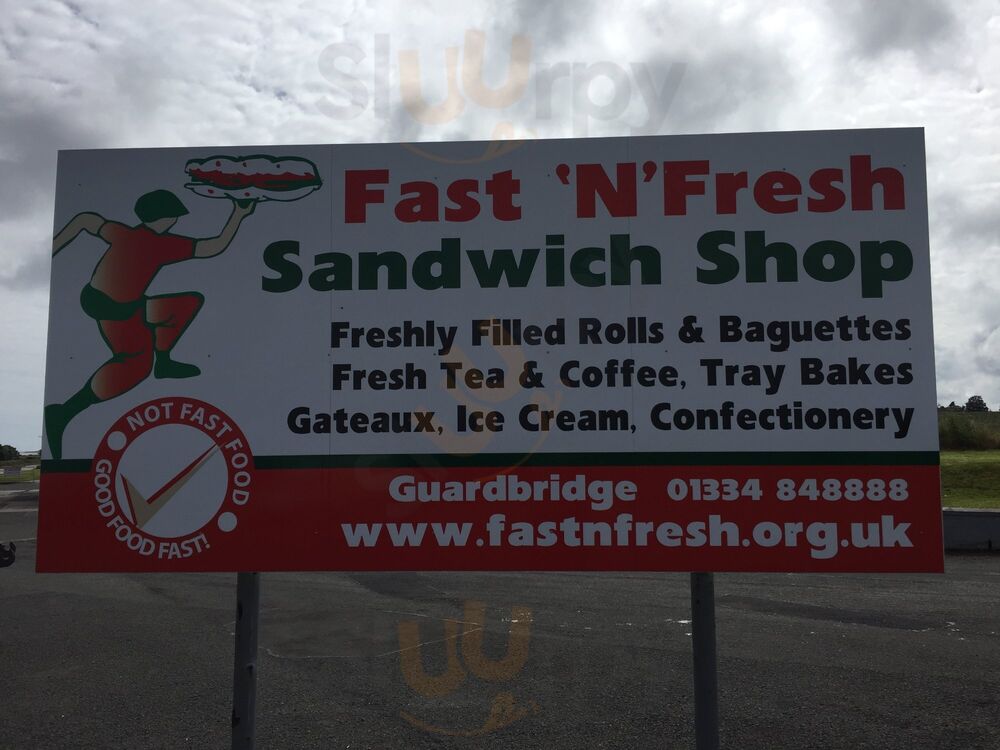 Sluurpy
Fast 'N' Fresh
Sandwich Shop
Freshly Filled Rolls & Baguettes
Fresh Tea & Coffee, Tray Bakes
Gateaux, Ice Cream, Confectionery
NOT FAST FOOD
GOOD FOOD FAST!
Guardbridge 01334 848888
www.fastnfresh.org.uk